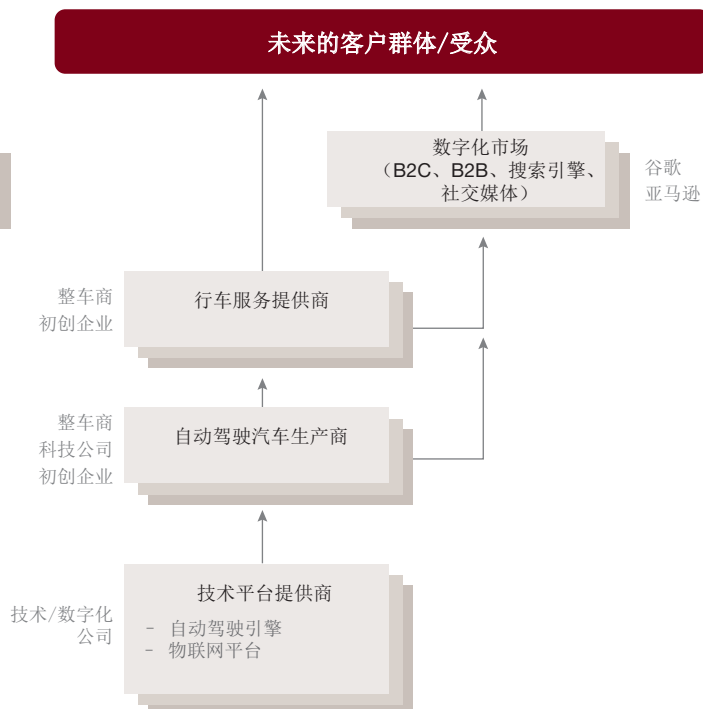 未来的客户群体/受众
数字化市场
（B2C、B2B、搜索引擎、
社交媒体）
谷歌
亚马逊
整车商
初创企业
行车服务提供商
整车商
科技公司
初创企业
自动驾驶汽车生产商
技术/数字化
公司
技术平台提供商
- 自动驾驶引擎
- 物联网平台